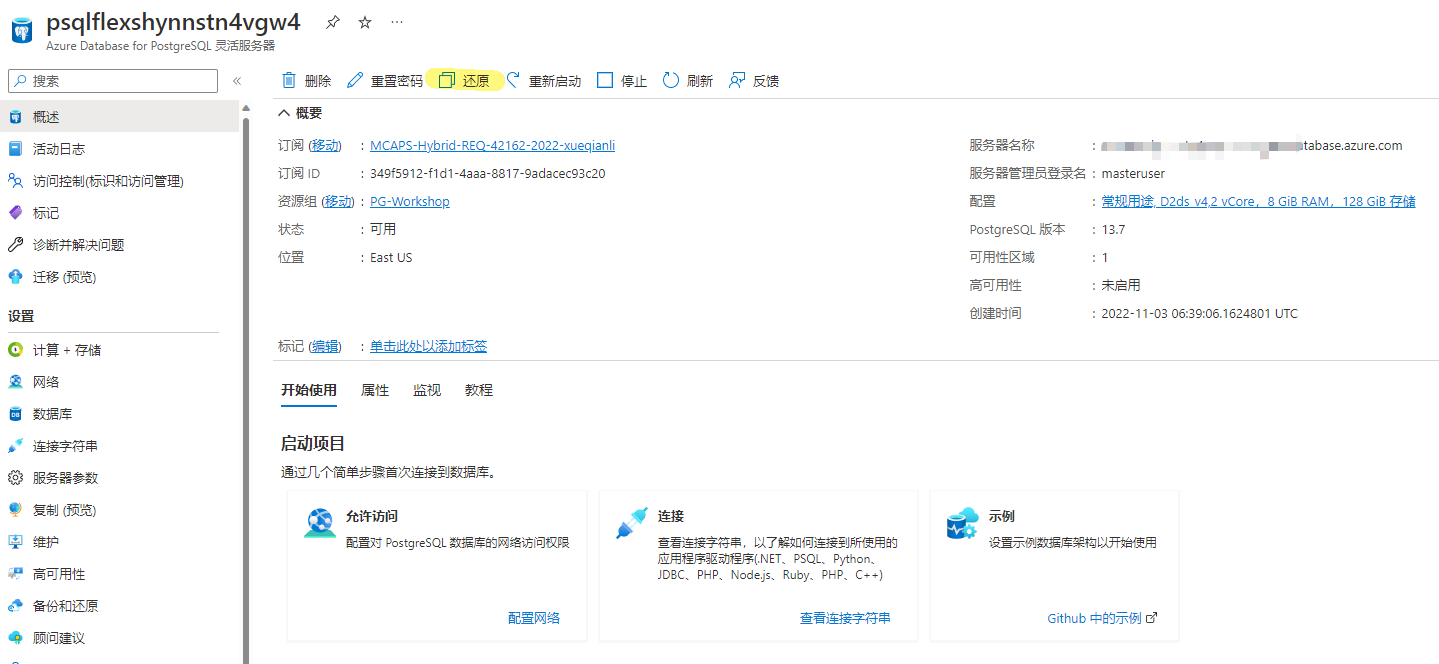 psqlflexshynnstn4vgw4
Azure Database for PostgreSQL 灵活服务器
搜索
概述
活动日志
访问控制(标识和访问管理)
标记
诊断并解决问题
迁移 (预览)
设置
计算 + 存储
网络
数据库
连接字符串
服务器参数
复制 (预览)
维护
高可用性
备份和还原
顾问建议
删除 重置密码 还原 重新启动 停止 刷新 反馈
概要
订阅 (移动) : MCAPS-Hybrid-REQ-42162-2022-xueqianli
订阅 ID : 349f5912-f1d1-4aaa-8817-9adacec93c20
资源组 (移动) : PG-Workshop
状态 : 可用
位置 : East US
服务器名称 : tabase.azure.com
服务器管理员登录名 : masteruser
配置 : 常规用途, D2ds_v4,2 vCore，8 GiB RAM，128 GiB 存储
PostgreSQL 版本 : 13.7
可用性区域 : 1
高可用性 : 未启用
创建时间 : 2022-11-03 06:39:06.1624801 UTC
标记 (编辑) : 单击此处以添加标签
开始使用 属性 监视 教程
启动项目
通过几个简单步骤首次连接到数据库。
允许访问
配置对 PostgreSQL 数据库的网络访问权限
配置网络
连接
查看连接字符串，以了解如何连接到所使用的
应用程序驱动程序(.NET、PSQL、Python、
JDBC、PHP、Node.js、Ruby、PHP、C++)
查看连接字符串
示例
设置示例数据库架构以开始使用
Github 中的示例